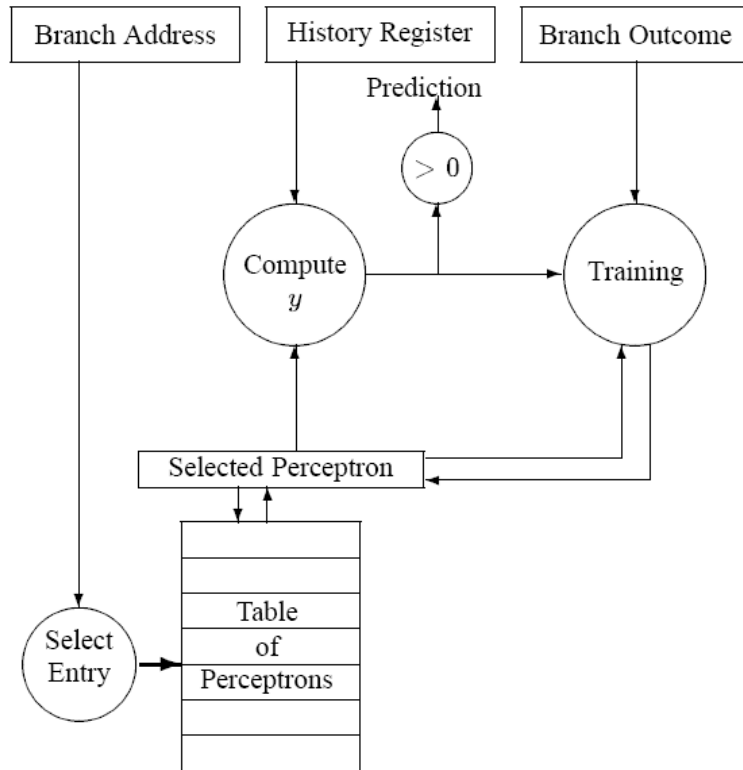 Branch Address
History Register
Branch Outcome
Prediction
> 0
Compute
y
Training
Selected Perceptron
Table
of
Perceptrons
Select
Entry